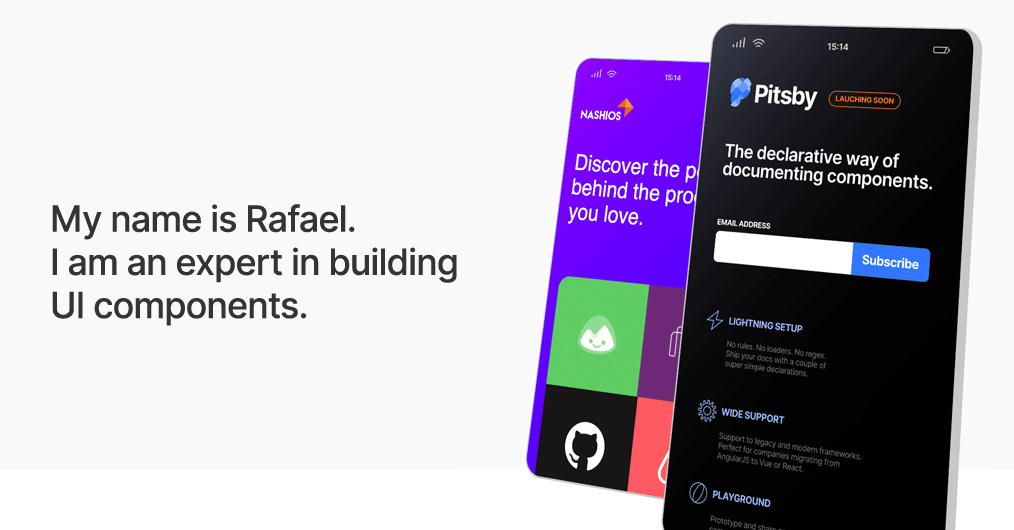 My name is Rafael.
I am an expert in building
UI components.
15:14
NASHIOS
Discover the p
behind the pro
you love.
15:14
Pitsby
LAUCHING SOON
The declarative way of
documenting components.
EMAIL ADDRESS
Subscribe
LIGHTNING SETUP
No rules. No loaders. No regex.
Ship your docs with a couple of
super simple declarations.
WIDE SUPPORT
Support to legacy and modern frameworks.
Perfect for companies migrating from
AngularJS to Vue or React.
PLAYGROUND
Prototype and share